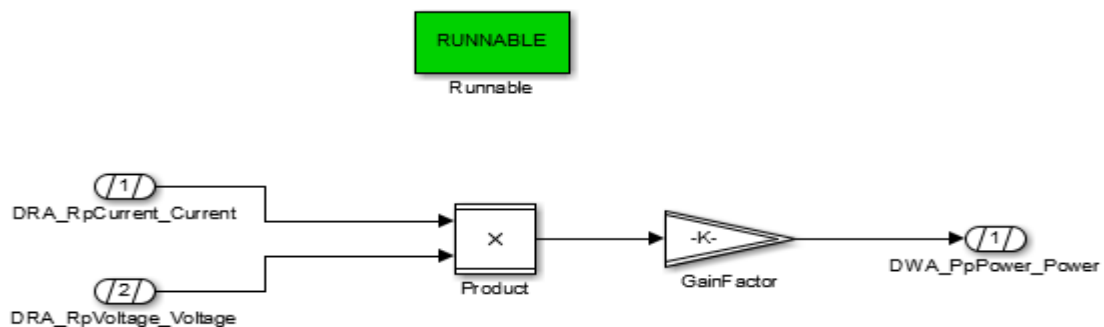 RUNNABLE
Runnable
1
DRA_RpCurrent_Current
×
Product
-K-
GainFactor
1
DWA_PpPower_Power
2
DRA_RpVoltage_Voltage